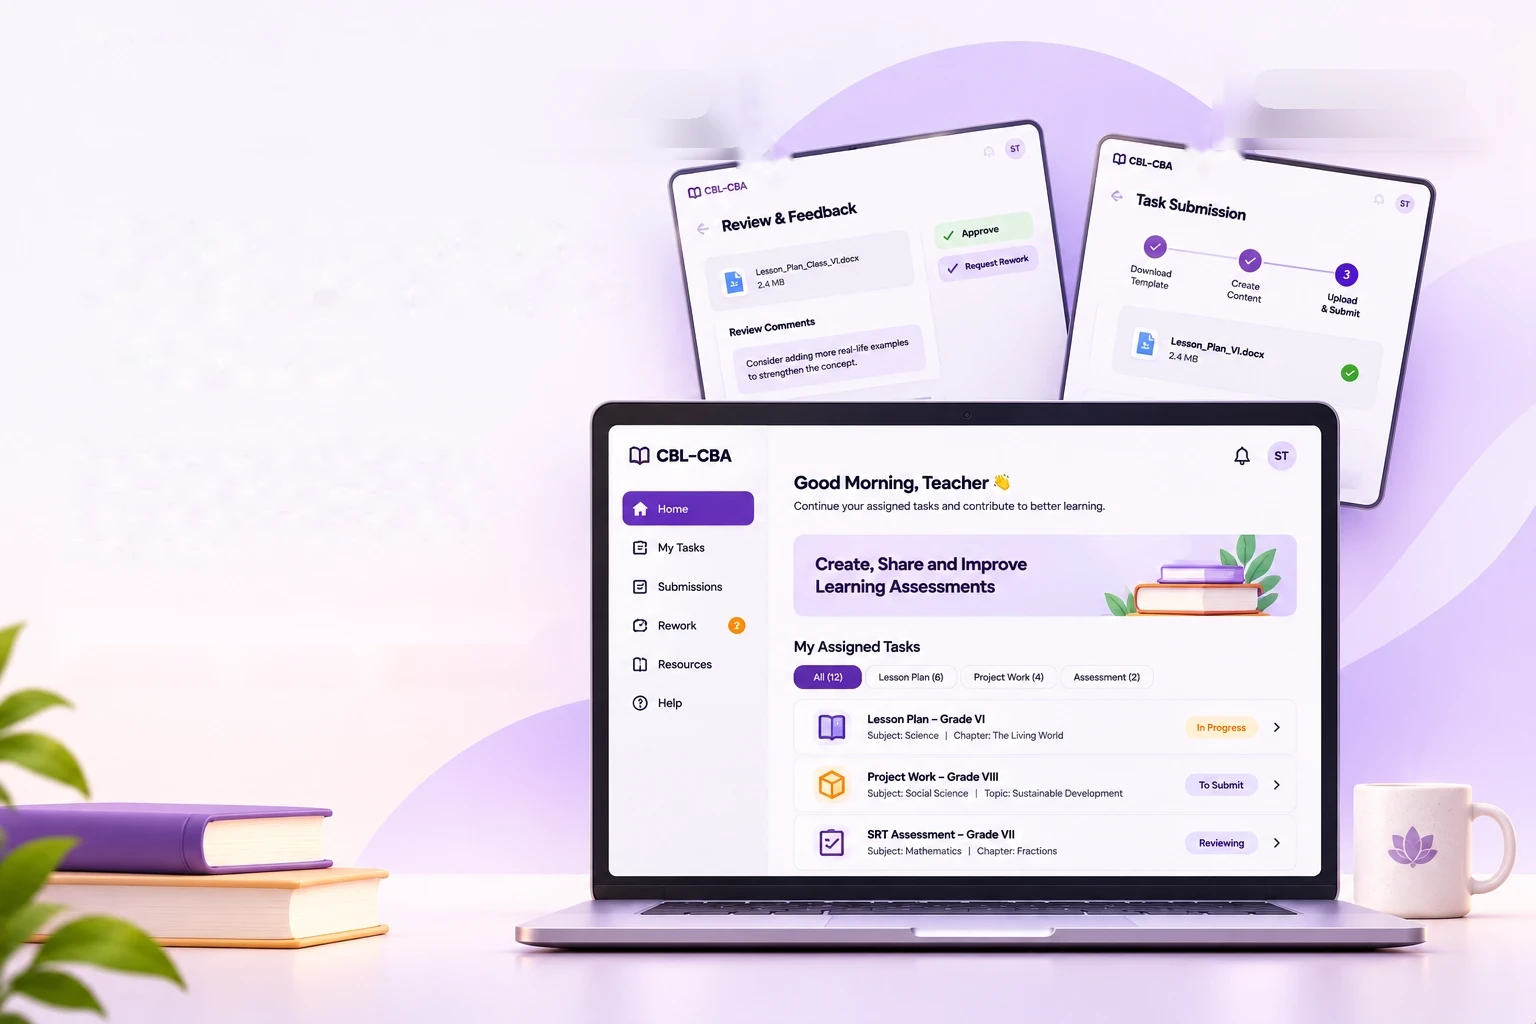 CBL-CBA
ST
Review & Feedback
Approve
Request Rework
Lesson_Plan_Class_VI.docx
2.4 MB
Review Comments
Consider adding more real-life examples
to strengthen the concept.
CBL-CBA
ST
Task Submission
3
Download
Template
Create
Content
Upload
& Submit
Lesson_Plan_VI.docx
2.4 MB
CBL-CBA
ST
Home
My Tasks
Submissions
Rework
2
Resources
Help
Good Morning, Teacher 👋
Continue your assigned tasks and contribute to better learning.
Create, Share and Improve
Learning Assessments
My Assigned Tasks
All (12)
Lesson Plan (6)
Project Work (4)
Assessment (2)
Lesson Plan – Grade VI
Subject: Science | Chapter: The Living World
In Progress
Project Work – Grade VIII
Subject: Social Science | Topic: Sustainable Development
To Submit
SRT Assessment – Grade VII
Subject: Mathematics | Chapter: Fractions
Reviewing